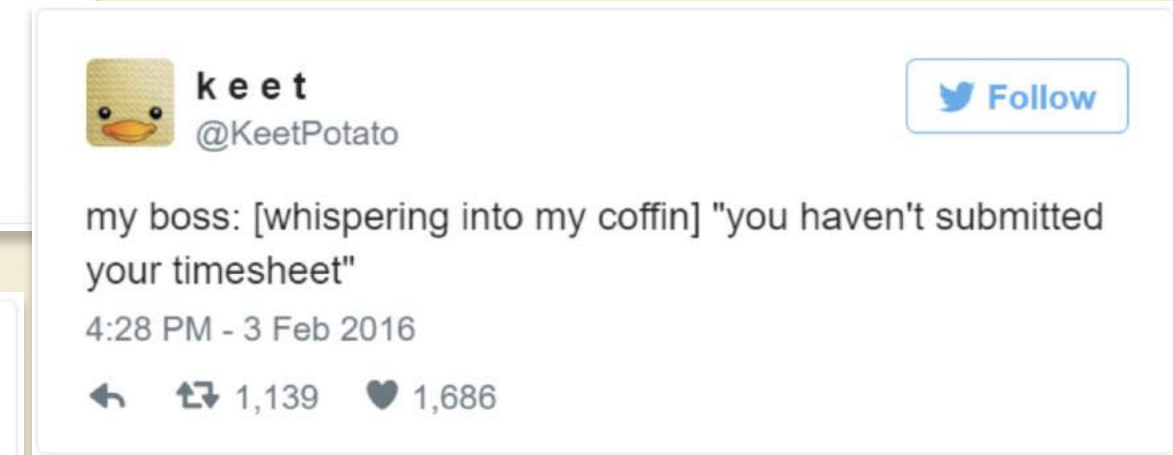 k e e t
@KeetPotato
Follow
my boss: [whispering into my coffin] "you haven't submitted
your timesheet"
4:28 PM - 3 Feb 2016
1,139 1,686